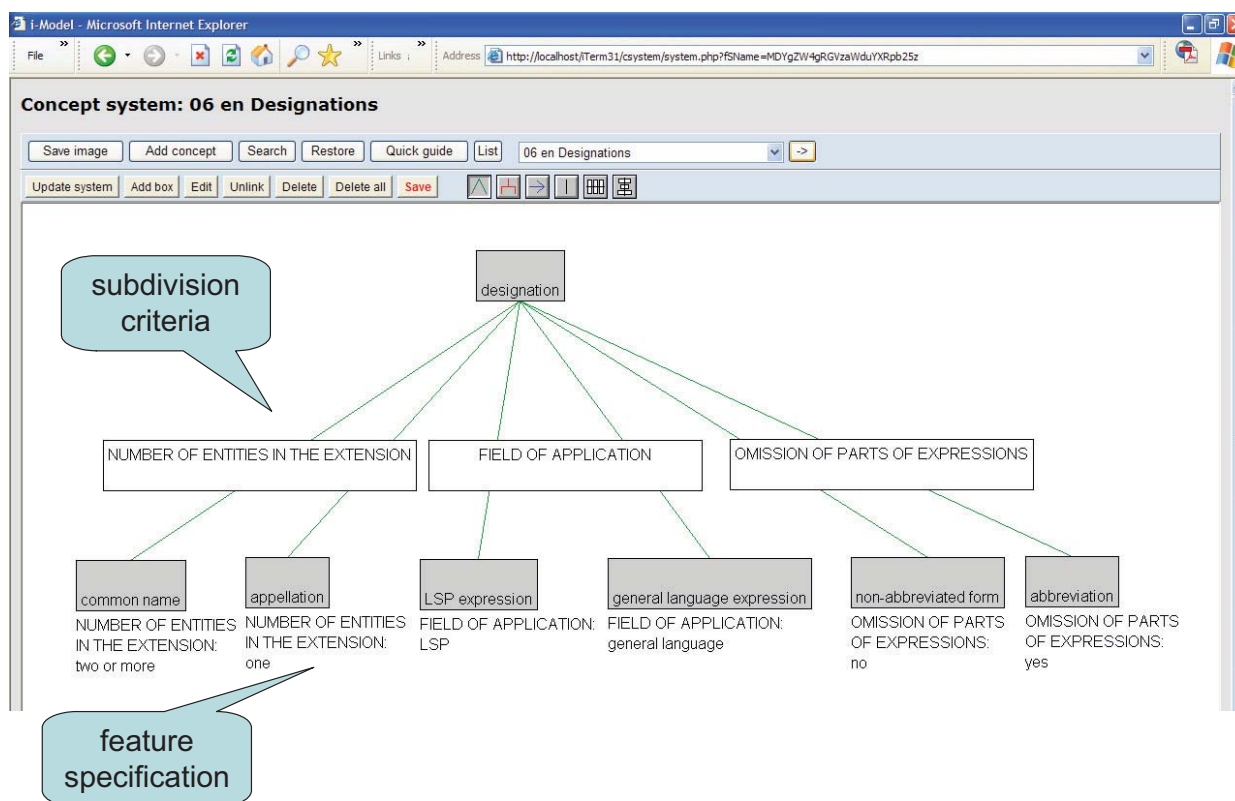 i-Model - Microsoft Internet Explorer
File » » Links » Address http://localhost/iTerm31/csystem/system.php?fSName=MDYgZW4gRGVzaWduYXRpb25z
Concept system: 06 en Designations
Save image Add concept Search Restore Quick guide List 06 en Designations ->
Update system Add box Edit Unlink Delete Delete all Save
designation
subdivision
criteria
NUMBER OF ENTITIES IN THE EXTENSION FIELD OF APPLICATION OMISSION OF PARTS OF EXPRESSIONS
common name
NUMBER OF ENTITIES
IN THE EXTENSION:
two or more
appellation
NUMBER OF ENTITIES
IN THE EXTENSION:
one
LSP expression
FIELD OF APPLICATION:
LSP
general language expression
FIELD OF APPLICATION:
general language
non-abbreviated form
OMISSION OF PARTS
OF EXPRESSIONS:
no
abbreviation
OMISSION OF PARTS
OF EXPRESSIONS:
yes
feature
specification